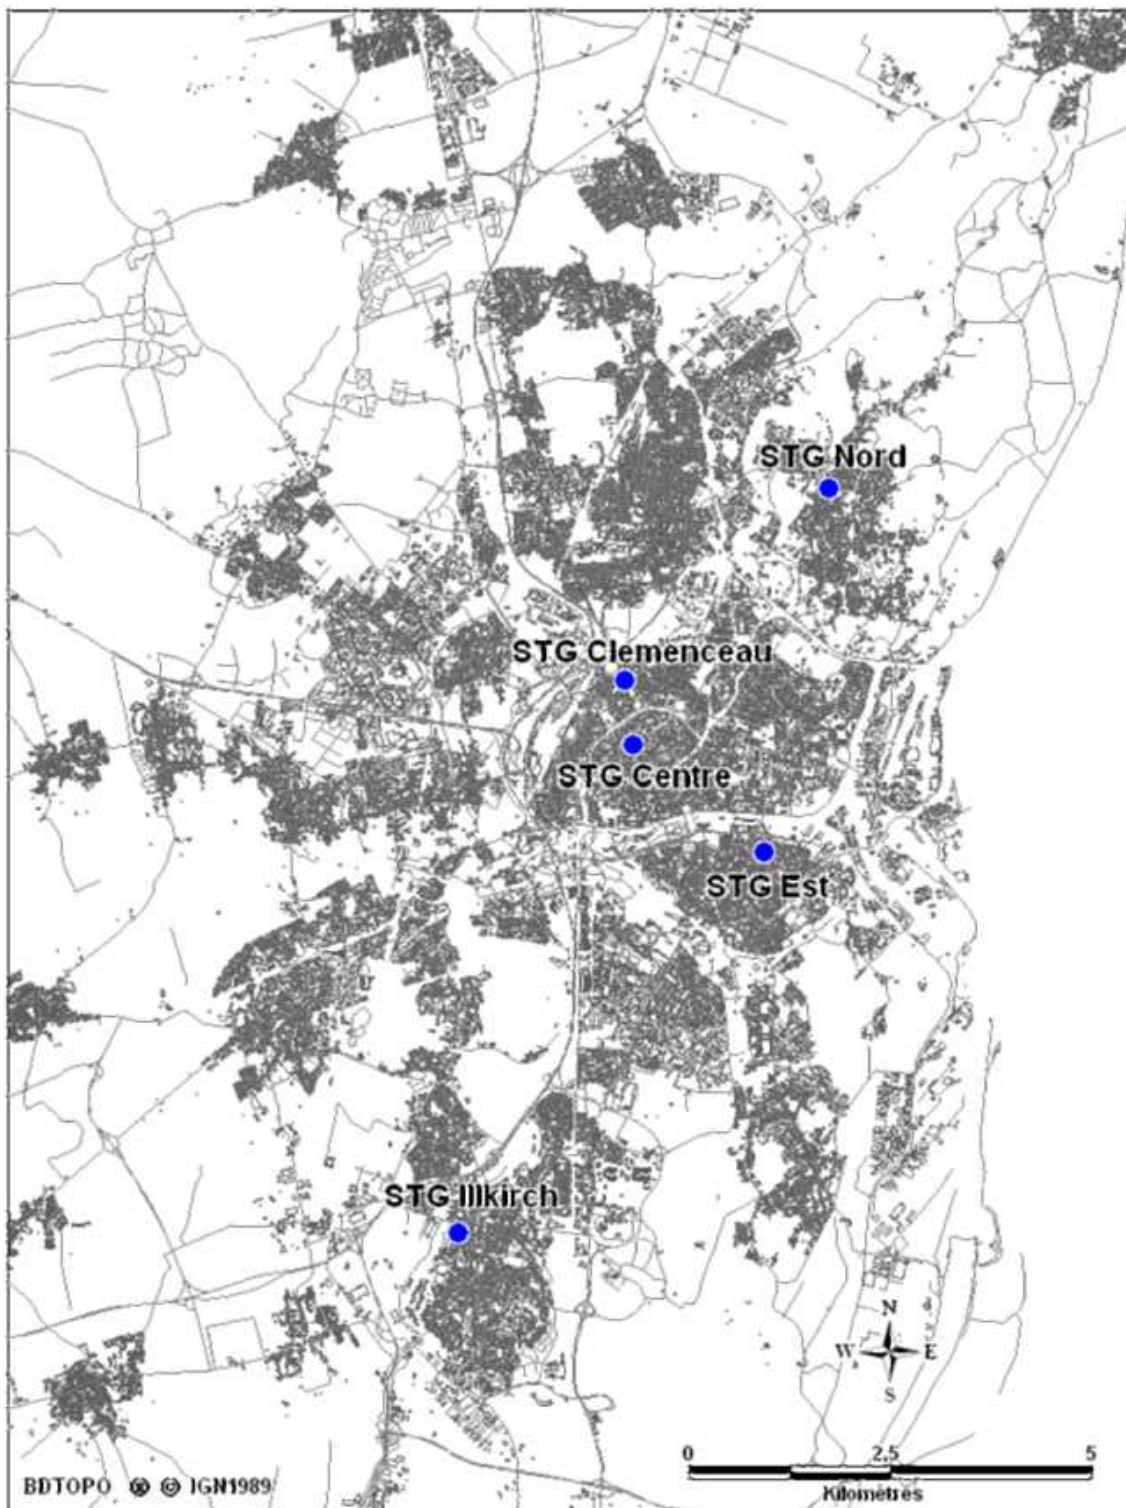 STG Nord
STG Clemenceau
STG Centre
STG Est
STG Illkirch
N
W E
S
0 2.5 5
Kilomètres
BDTOPO ® © IGN1989